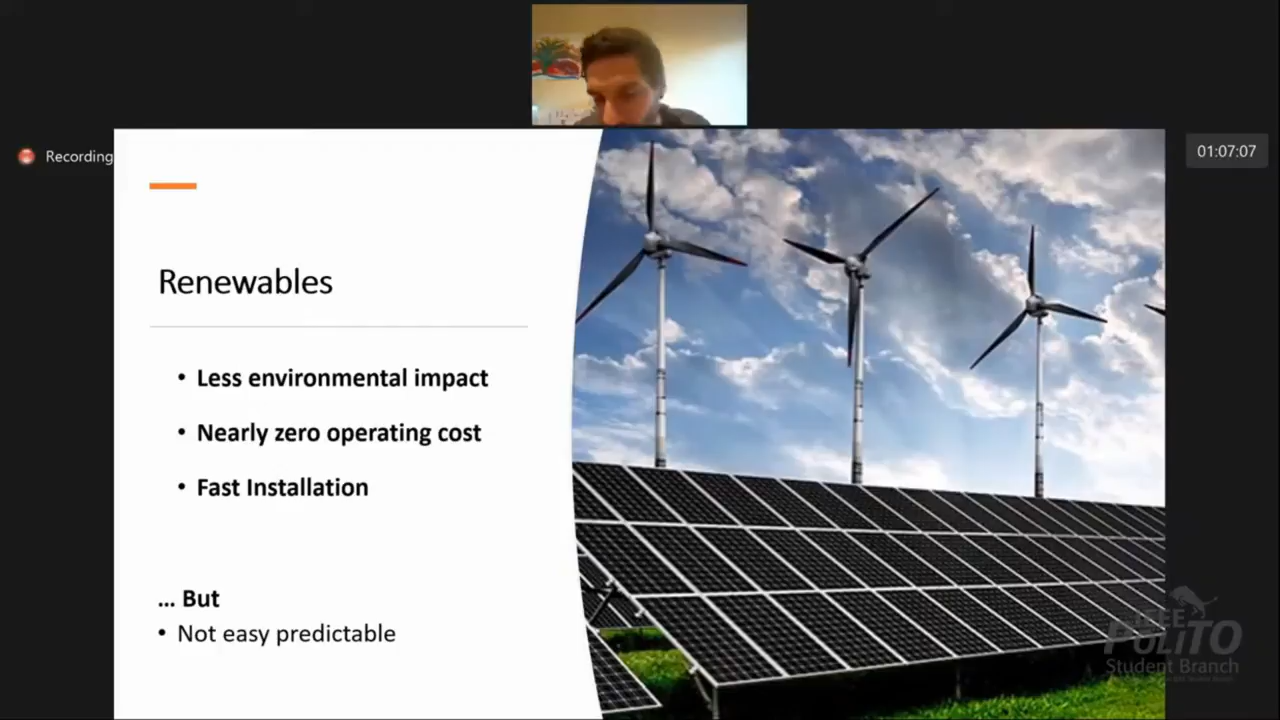 Recording
01:07:07
Renewables
• Less environmental impact
• Nearly zero operating cost
• Fast Installation
... But
• Not easy predictable
IEEE
POLITO
Student Branch